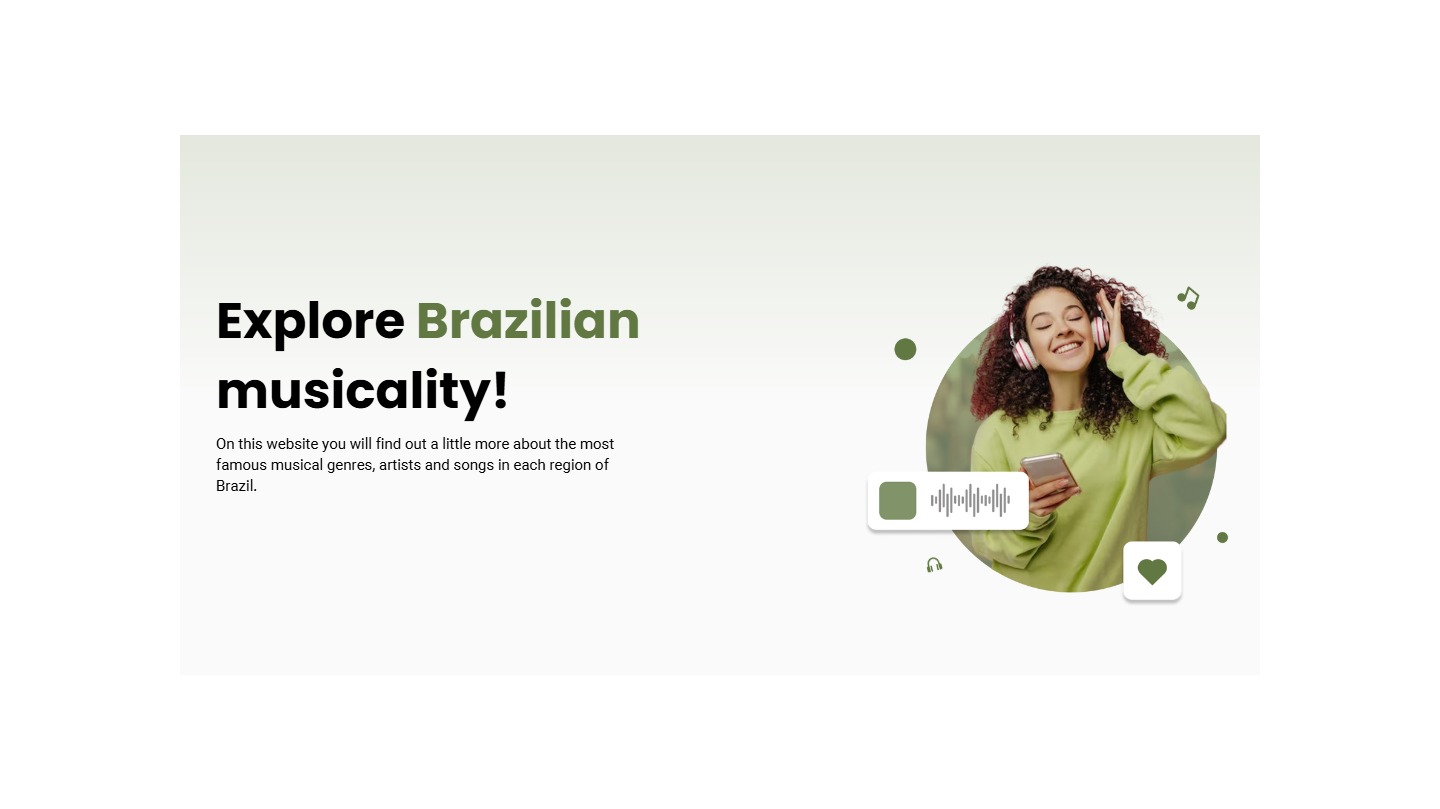 Explore Brazilian
musicality!
On this website you will find out a little more about the most
famous musical genres, artists and songs in each region of
Brazil.